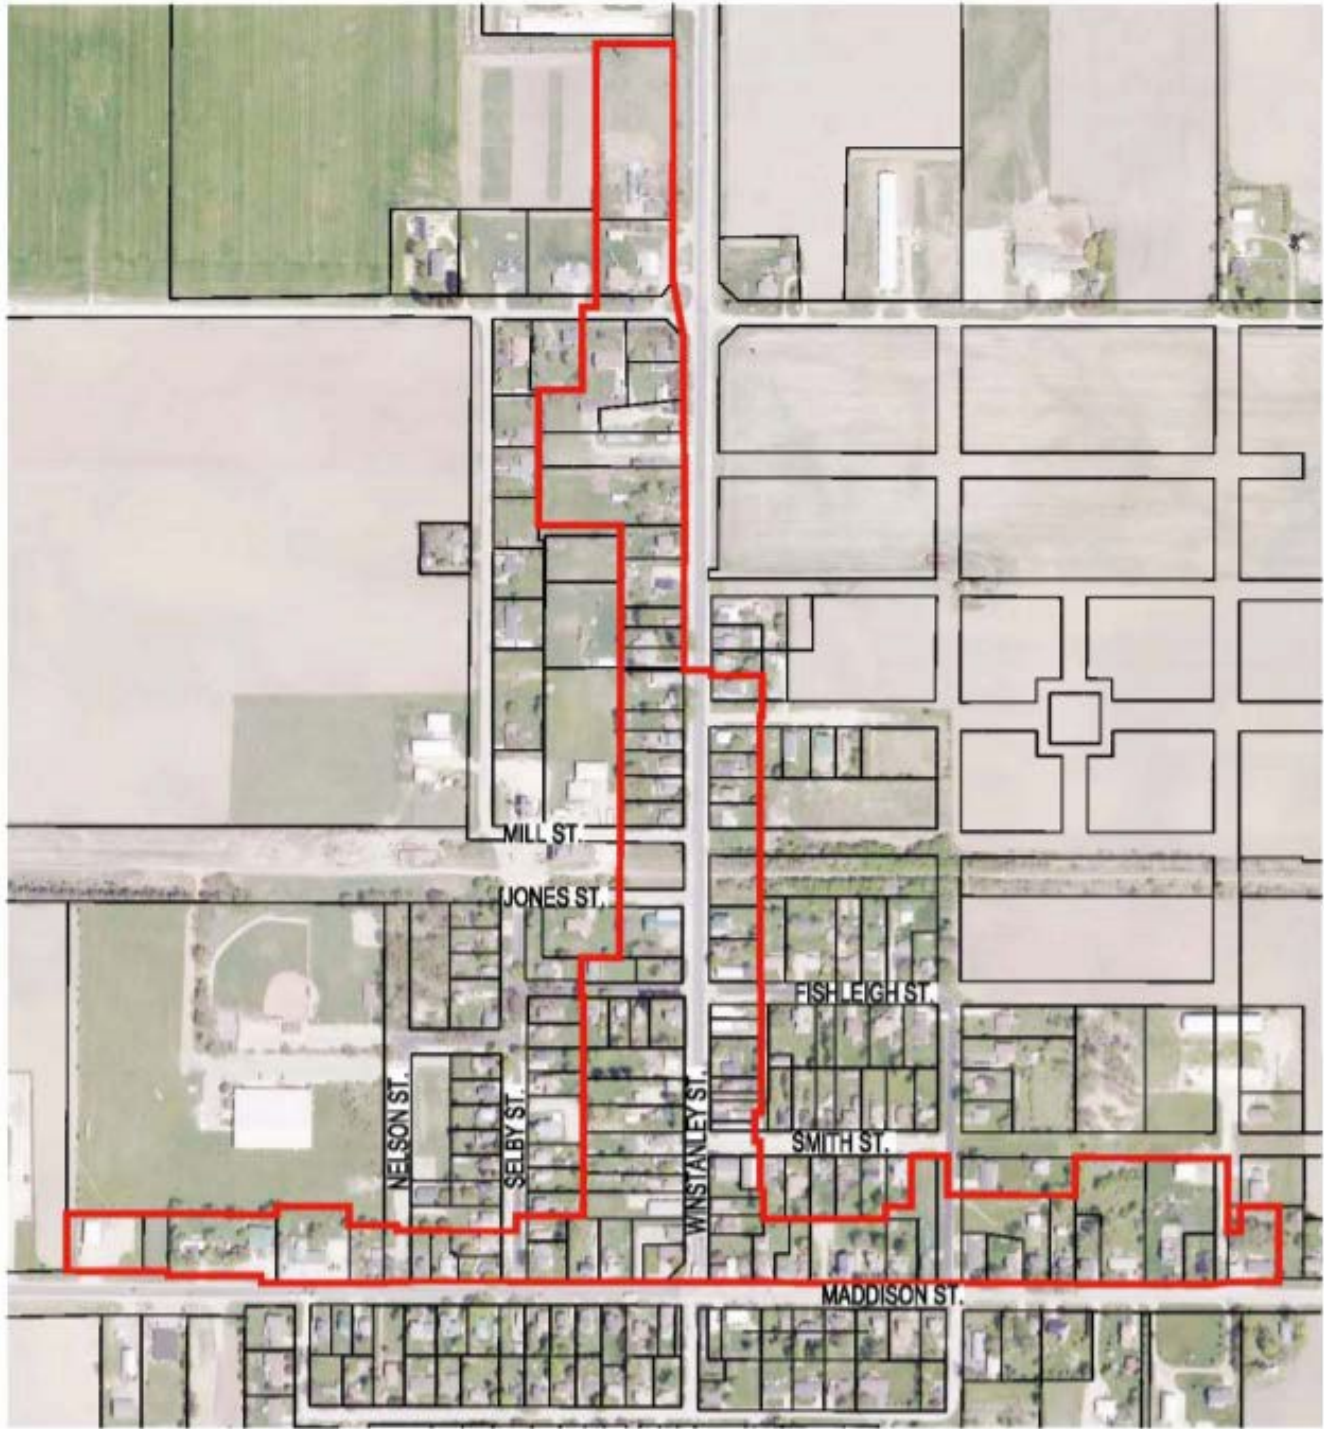 MILL ST.
JONES ST.
FISHLEIGH ST.
NELSON ST.
SELBY ST.
WINSTANLEY ST.
SMITH ST.
MADDISON ST.